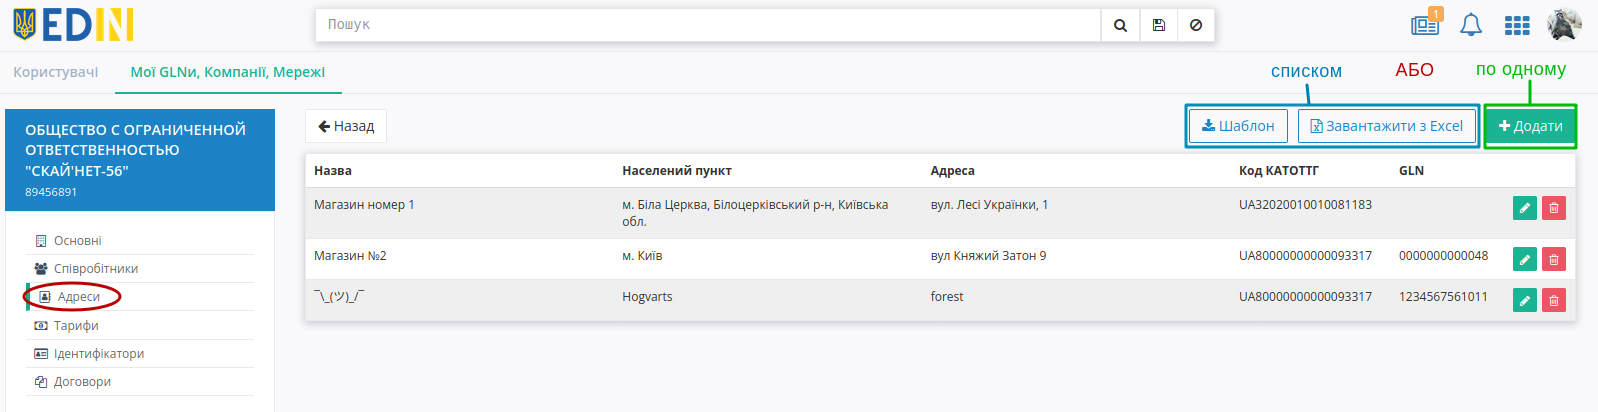 EDIN
Пошук
1
Користувачі
Мої GLNи, Компанії, Мережі
списком
АБО
по одному
ОБЩЕСТВО С ОГРАНИЧЕННОЙ
ОТВЕТСТВЕННОСТЬЮ
"СКАЙ'НЕТ-56"
89456891
Назад
Шаблон
Завантажити з Excel
Додати
Основні
Співробітники
Адреси
Тарифи
Ідентифікатори
Договори
Назва Населений пункт Адреса Код КАТОТТГ GLN
Магазин номер 1 м. Біла Церква, Білоцерківський р-н, Київська вул. Лесі Українки, 1 UA32020010010081183
обл.
Магазин №2 м. Київ вул Княжий Затон 9 UA80000000000093317 0000000000048
¯\_(ツ)_/¯ Hogvarts forest UA80000000000093317 1234567561011